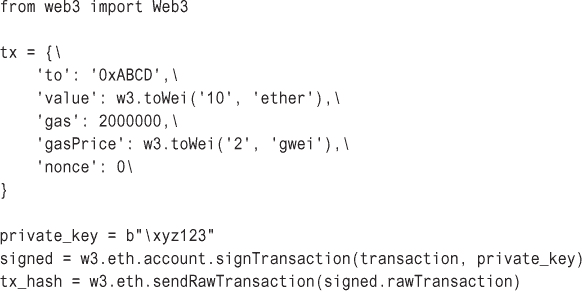 from web3 import Web3
tx = {\
    'to': '0xABCD',\
    'value': w3.toWei('10', 'ether'),\
    'gas': 2000000,\
    'gasPrice': w3.toWei('2', 'gwei'),\
    'nonce': 0\
}
private_key = b"\xyz123"
signed = w3.eth.account.signTransaction(transaction, private_key)
tx_hash = w3.eth.sendRawTransaction(signed.rawTransaction)